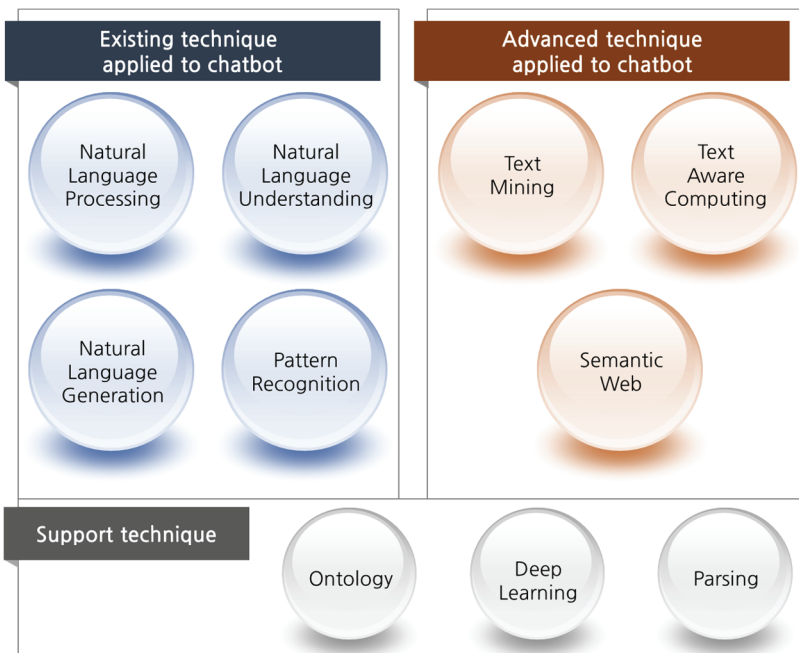 Existing technique
applied to chatbot
Natural
Language
Processing
Natural
Language
Understanding
Natural
Language
Generation
Pattern
Recognition
Advanced technique
applied to chatbot
Text
Mining
Text
Aware
Computing
Semantic
Web
Support technique
Ontology
Deep
Learning
Parsing